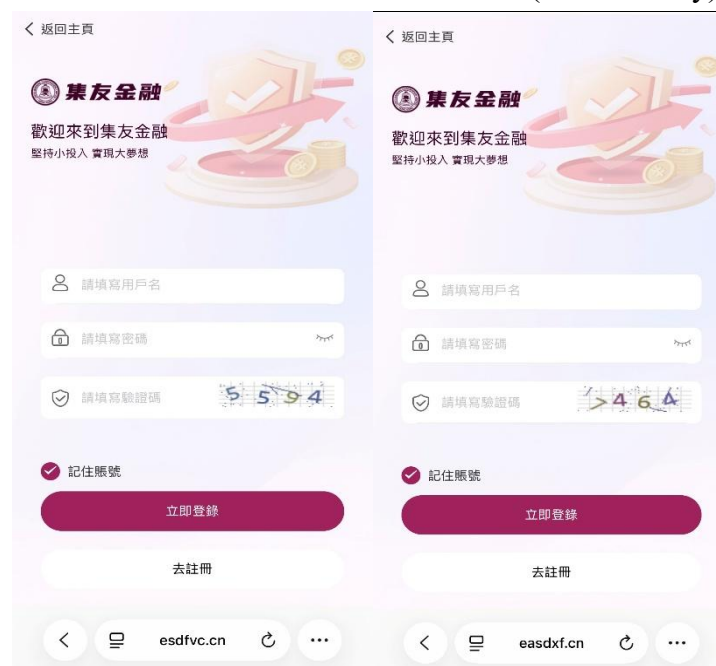 返回主頁
集友金融
歡迎來到集友金融
堅持小投入 實現大夢想
請填寫用戶名
請填寫密碼
請填寫驗證碼
5594
記住賬號
立即登錄
去註冊
esdfvc.cn
返回主頁
集友金融
歡迎來到集友金融
堅持小投入 實現大夢想
請填寫用戶名
請填寫密碼
請填寫驗證碼
464
記住賬號
立即登錄
去註冊
easdxf.cn